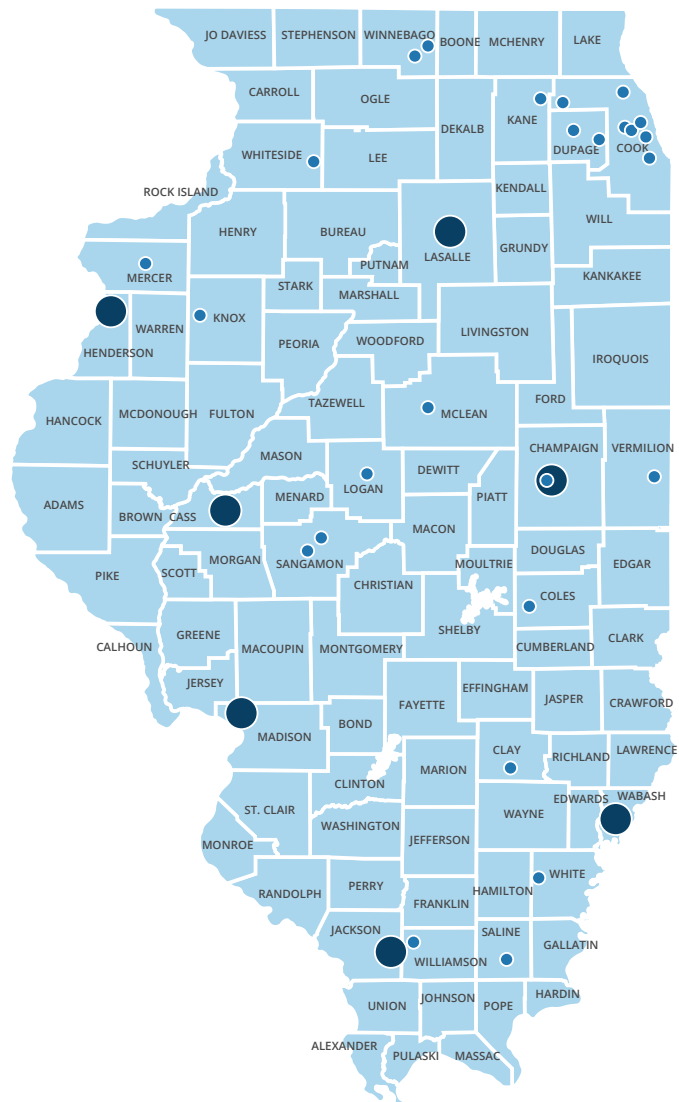 JO DAVIESS
STEPHENSON
WINNEBAGO
BOONE
MCHENRY
LAKE
CARROLL
OGLE
DEKALB
KANE
DUPAGE
COOK
WHITESIDE
LEE
ROCK ISLAND
KENDALL
WILL
HENRY
BUREAU
PUTNAM
LASALLE
GRUNDY
KANKAKEE
MERCER
STARK
MARSHALL
HENDERSON
WARREN
KNOX
PEORIA
WOODFORD
LIVINGSTON
IROQUOIS
HANCOCK
MCDONOUGH
FULTON
TAZEWELL
MCLEAN
FORD
SCHUYLER
MASON
LOGAN
DEWITT
CHAMPAIGN
VERMILION
ADAMS
BROWN
CASS
MENARD
MACON
PIATT
PIKE
SCOTT
MORGAN
SANGAMON
CHRISTIAN
MOULTRIE
DOUGLAS
EDGAR
COLES
CALHOUN
GREENE
MACOUPIN
MONTGOMERY
SHELBY
CUMBERLAND
CLARK
JERSEY
FAYETTE
EFFINGHAM
JASPER
CRAWFORD
MADISON
BOND
CLAY
RICHLAND
LAWRENCE
CLINTON
MARION
EDWARDS
WABASH
ST. CLAIR
WASHINGTON
WAYNE
MONROE
JEFFERSON
RANDOLPH
PERRY
HAMILTON
WHITE
FRANKLIN
JACKSON
WILLIAMSON
SALINE
GALLATIN
UNION
JOHNSON
POPE
HARDIN
ALEXANDER
PULASKI
MASSAC